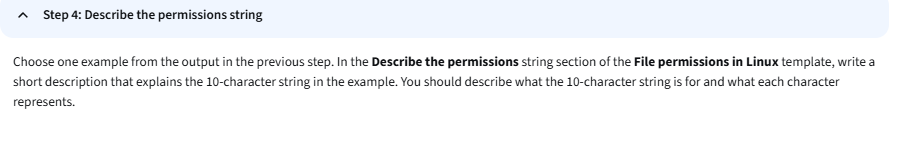 Step 4: Describe the permissions string
Choose one example from the output in the previous step. In the Describe the permissions string section of the File permissions in Linux template, write a
short description that explains the 10-character string in the example. You should describe what the 10-character string is for and what each character
represents.